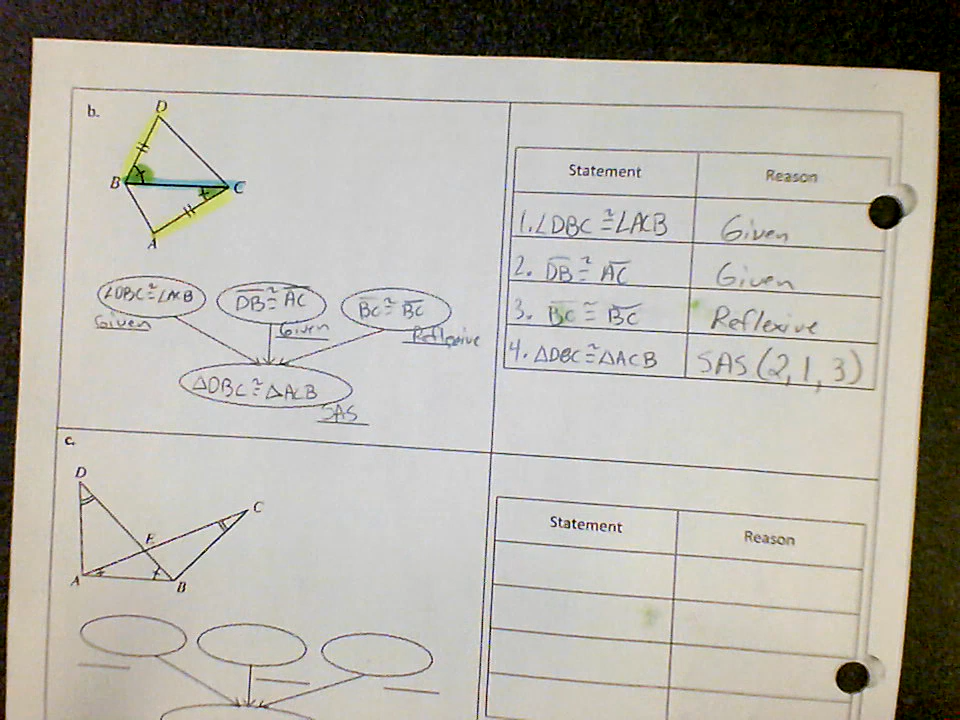 b.
D
B
C
A
∠DBC ≅ ∠ACB
Given
DB ≅ AC
Given
BC ≅ BC
Reflexive
△DBC ≅ △ACB
SAS
Statement Reason
1. ∠DBC ≅ ∠ACB Given
2. DB ≅ AC Given
3. BC ≅ BC Reflexive
4. △DBC ≅ △ACB SAS (2, 1, 3)
c.
D
C
E
A
B
Statement Reason